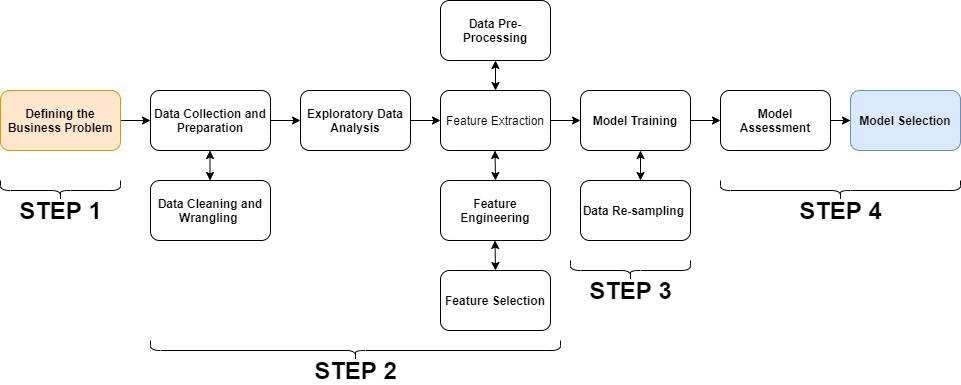 Data Pre-
Processing
Defining the
Business Problem
Data Collection and
Preparation
Exploratory Data
Analysis
Feature Extraction
Model Training
Model
Assessment
Model Selection
STEP 1
Data Cleaning and
Wrangling
Feature
Engineering
Data Re-sampling
STEP 4
Feature Selection
STEP 3
STEP 2